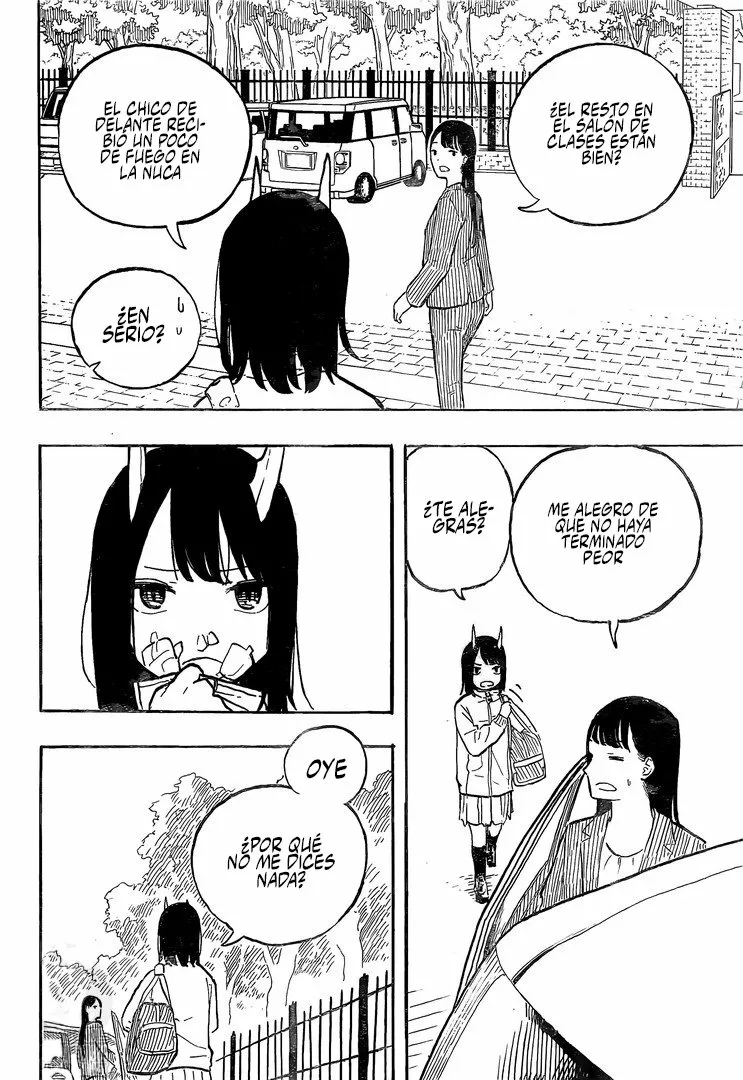 ¿EL RESTO EN
EL SALÓN DE
CLASES ESTÁN
BIEN?
EL CHICO DE
DELANTE RECI-
BIÓ UN POCO
DE FUEGO EN
LA NUCA
¿EN
SERIO?
ME ALEGRO DE
QUE NO HAYA
TERMINADO
PEOR
¿TE ALE-
GRAS?
OYE
¿POR QUÉ
NO ME DICES
NADA?